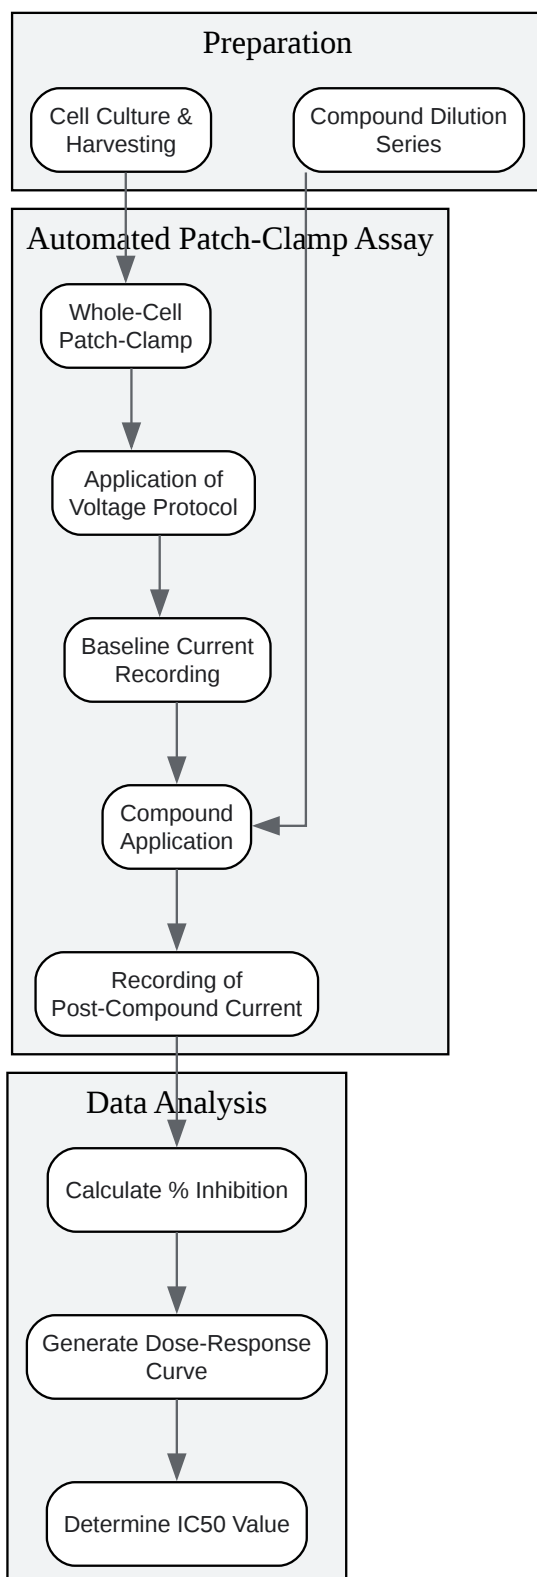 Preparation
Cell Culture &
Harvesting
Compound Dilution
Series
Automated Patch-Clamp Assay
Whole-Cell
Patch-Clamp
Application of
Voltage Protocol
Baseline Current
Recording
Compound
Application
Recording of
Post-Compound Current
Data Analysis
Calculate % Inhibition
Generate Dose-Response
Curve
Determine IC50 Value